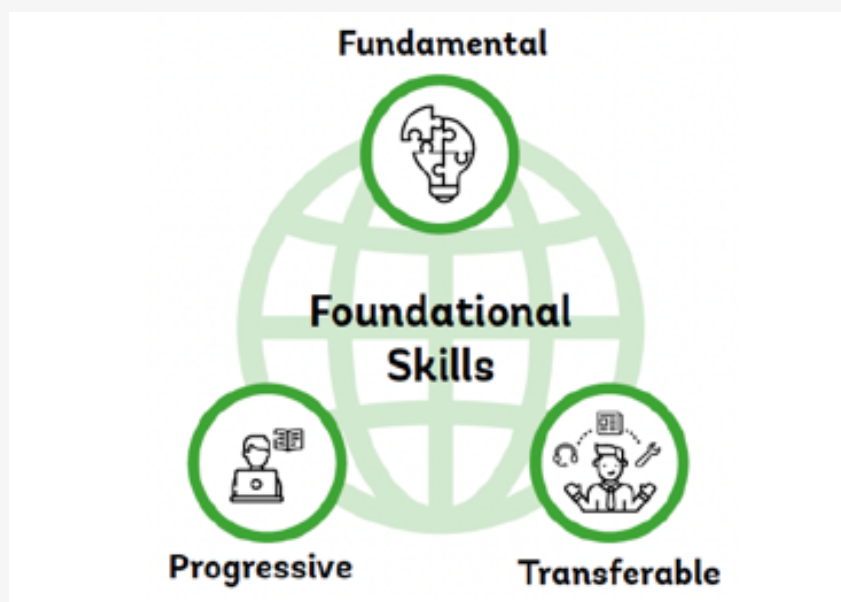 Fundamental
Foundational
Skills
Progressive
Transferable